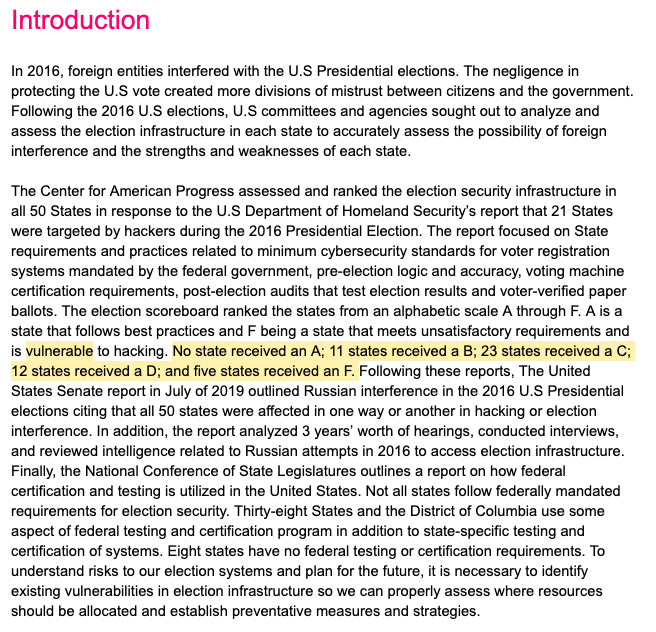 Introduction
In 2016, foreign entities interfered with the U.S Presidential elections. The negligence in
protecting the U.S vote created more divisions of mistrust between citizens and the government.
Following the 2016 U.S elections, U.S committees and agencies sought out to analyze and
assess the election infrastructure in each state to accurately assess the possibility of foreign
interference and the strengths and weaknesses of each state.
The Center for American Progress assessed and ranked the election security infrastructure in
all 50 States in response to the U.S Department of Homeland Security's report that 21 States
were targeted by hackers during the 2016 Presidential Election. The report focused on State
requirements and practices related to minimum cybersecurity standards for voter registration
systems mandated by the federal government, pre-election logic and accuracy, voting machine
certification requirements, post-election audits that test election results and voter-verified paper
ballots. The election scoreboard ranked the states from an alphabetic scale A through F. A is a
state that follows best practices and F being a state that meets unsatisfactory requirements and
is vulnerable to hacking. No state received an A; 11 states received a B; 23 states received a C;
12 states received a D; and five states received an F. Following these reports, The United
States Senate report in July of 2019 outlined Russian interference in the 2016 U.S Presidential
elections citing that all 50 states were affected in one way or another in hacking or election
interference. In addition, the report analyzed 3 years' worth of hearings, conducted interviews,
and reviewed intelligence related to Russian attempts in 2016 to access election infrastructure.
Finally, the National Conference of State Legislatures outlines a report on how federal
certification and testing is utilized in the United States. Not all states follow federally mandated
requirements for election security. Thirty-eight States and the District of Columbia use some
aspect of federal testing and certification program in addition to state-specific testing and
certification of systems. Eight states have no federal testing or certification requirements. To
understand risks to our election systems and plan for the future, it is necessary to identify
existing vulnerabilities in election infrastructure so we can properly assess where resources
should be allocated and establish preventative measures and strategies.